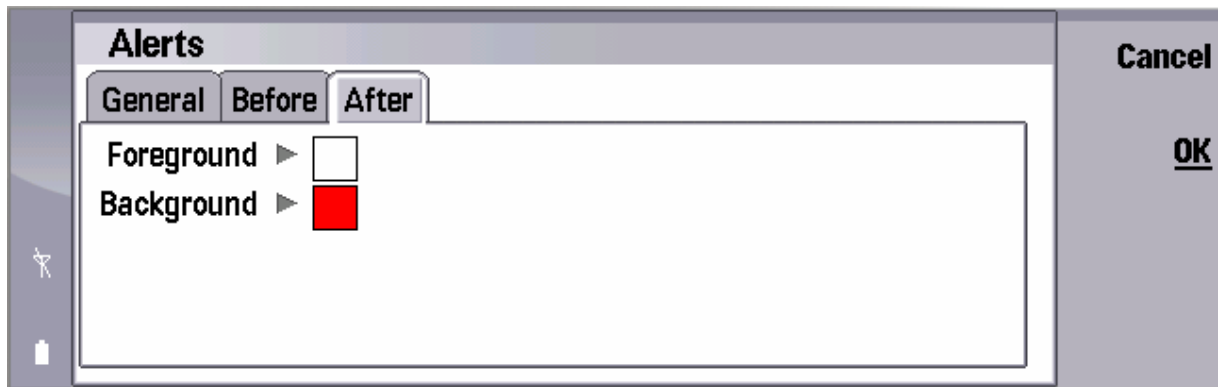 Alerts
Cancel
General Before After
Foreground
OK
Background